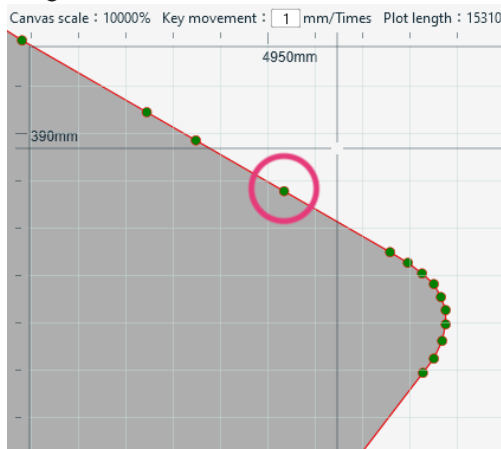 Canvas scale：10000% Key movement： 1 mm/Times Plot length：15310
4950mm
390mm